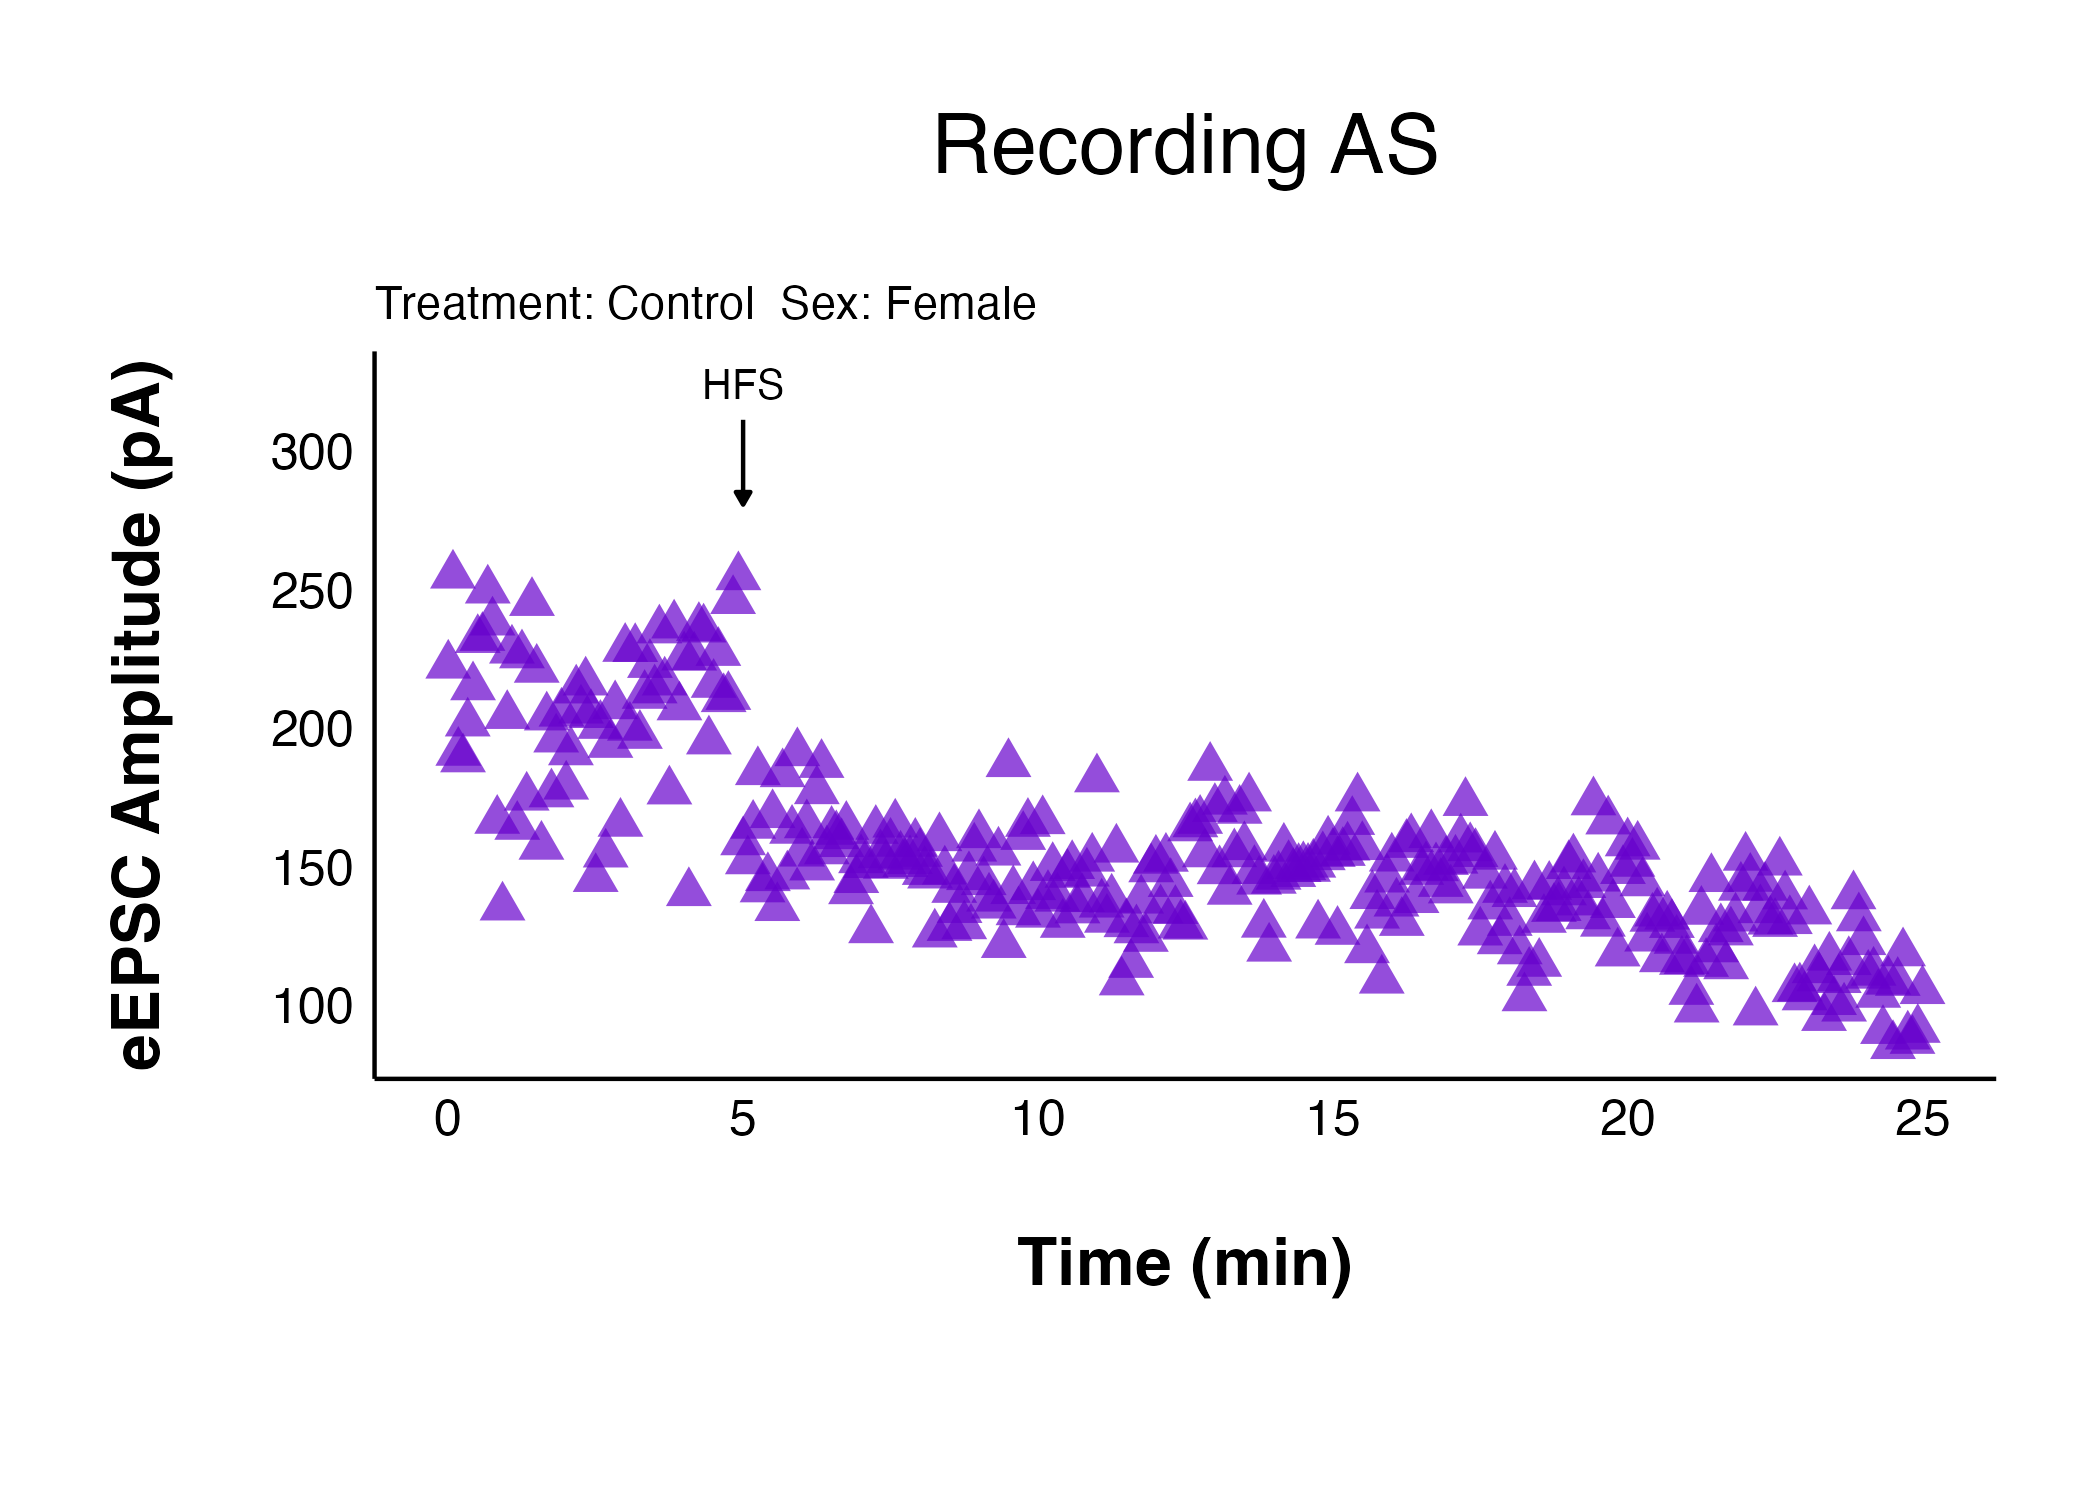 Recording AS
Treatment: Control  Sex: Female
HFS
eEPSC Amplitude (pA)
300
250
200
150
100
0 5 10 15 20 25
Time (min)